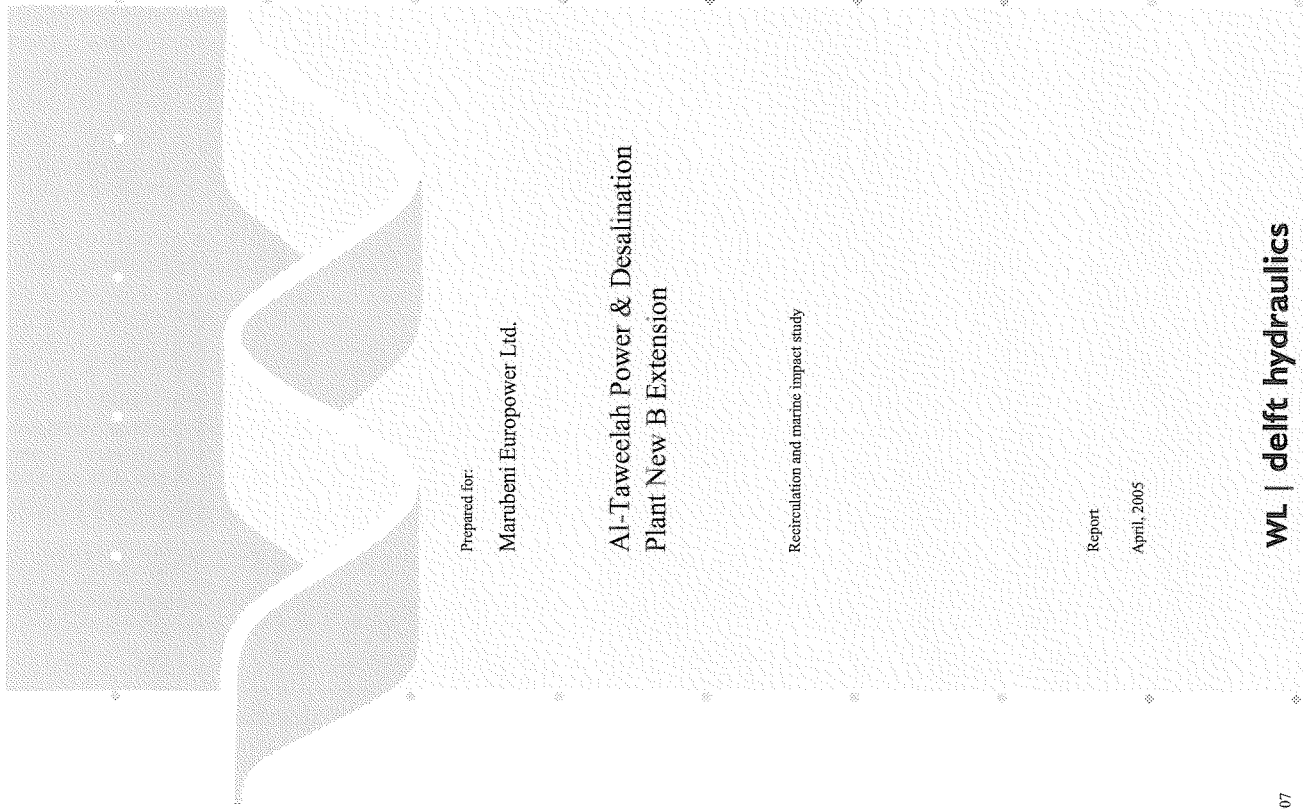 Prepared for:
Marubeni Europower Ltd.
Al-Taweelah Power & Desalination
Plant New B Extension
Recirculation and marine impact study
Report
April, 2005
WL | delft hydraulics
07